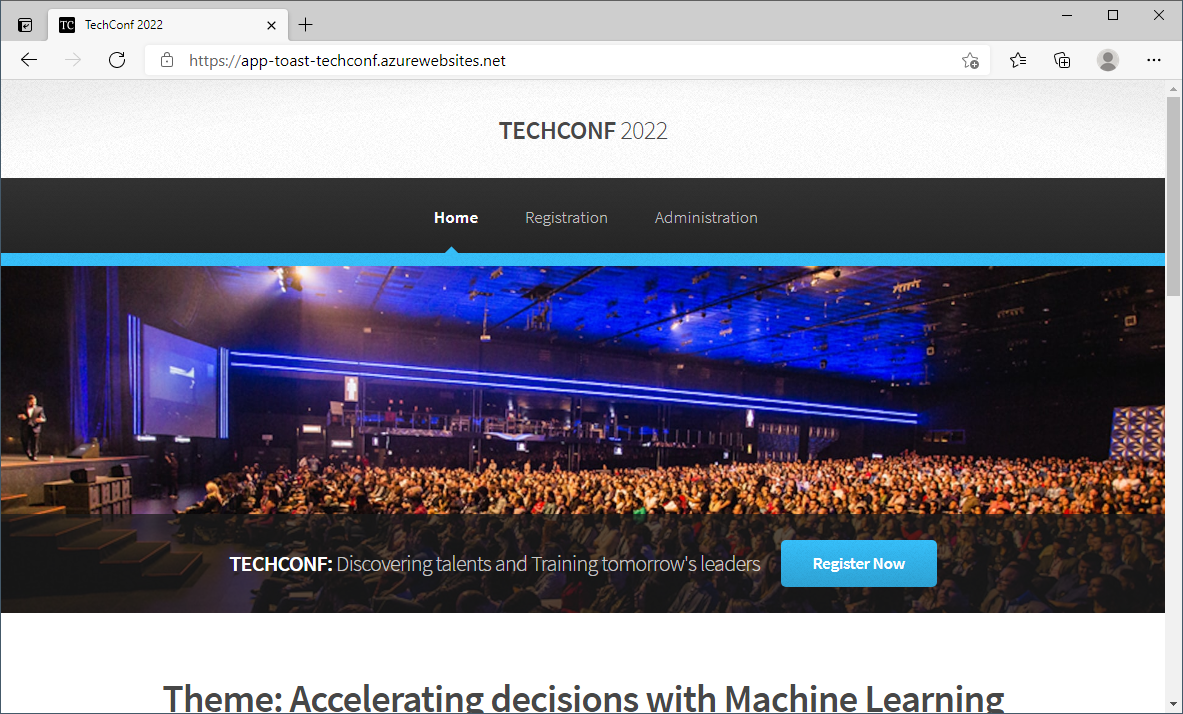 TC TechConf 2022
https://app-toast-techconf.azurewebsites.net
TECHCONF 2022
Home Registration Administration
TECHCONF: Discovering talents and Training tomorrow's leaders Register Now
Theme: Accelerating decisions with Machine Learning